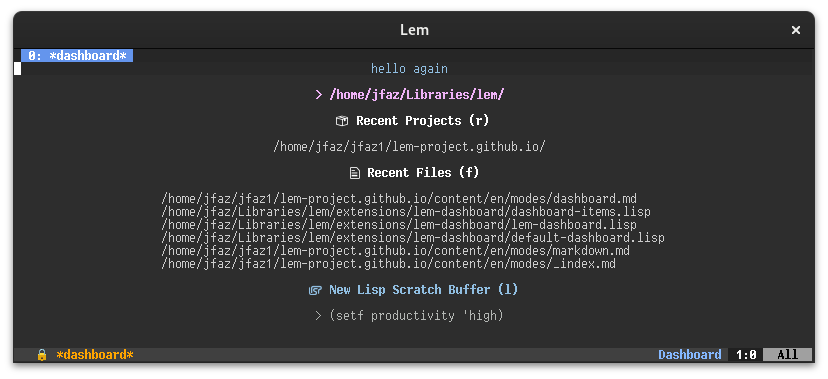 Lem
0: *dashboard*
hello again
> /home/jfaz/Libraries/lem/
Recent Projects (r)
/home/jfaz/jfaz1/lem-project.github.io/
Recent Files (f)
/home/jfaz/jfaz1/lem-project.github.io/content/en/modes/dashboard.md
/home/jfaz/Libraries/lem/extensions/lem-dashboard/dashboard-items.lisp
/home/jfaz/Libraries/lem/extensions/lem-dashboard/lem-dashboard.lisp
/home/jfaz/Libraries/lem/extensions/lem-dashboard/default-dashboard.lisp
/home/jfaz/jfaz1/lem-project.github.io/content/en/modes/markdown.md
/home/jfaz/jfaz1/lem-project.github.io/content/en/modes/_index.md
New Lisp Scratch Buffer (l)
> (setf productivity 'high)
*dashboard* Dashboard 1:0 All